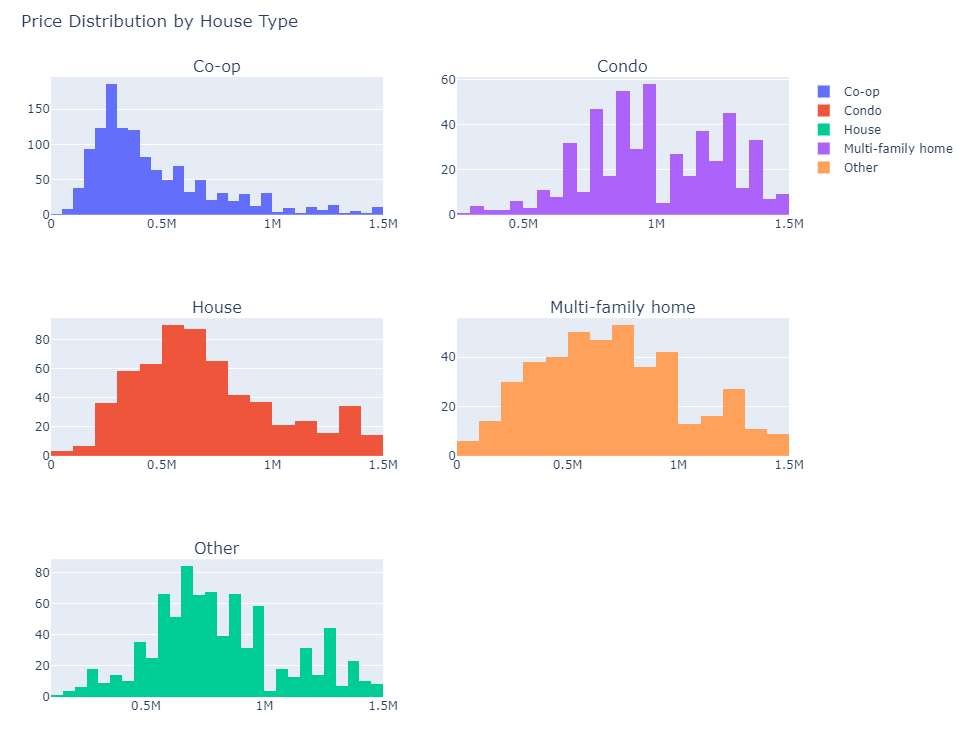 Price Distribution by House Type
Co-op
Condo
150
100
50
0
0 0.5M 1M 1.5M
60
40
20
0
0.5M 1M 1.5M
Co-op
Condo
House
Multi-family home
Other
House
Multi-family home
80
60
40
20
0
0 0.5M 1M 1.5M
40
20
0
0 0.5M 1M 1.5M
Other
80
60
40
20
0
0.5M 1M 1.5M